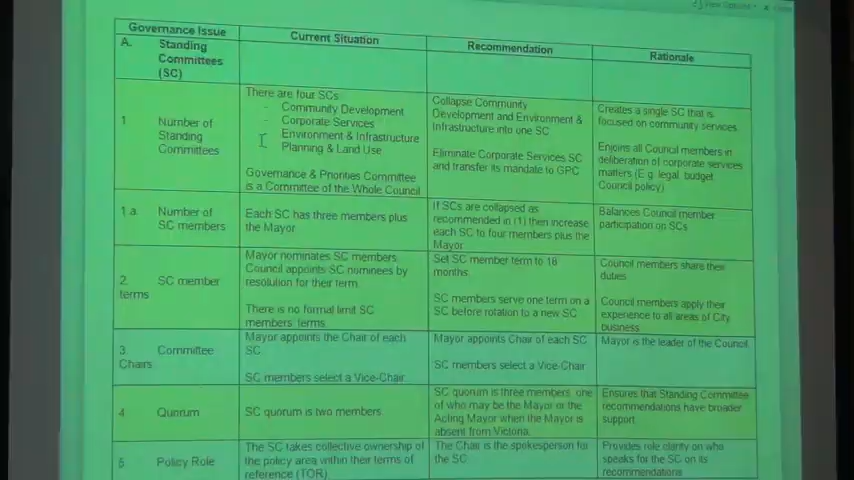 Governance Issue
Current Situation
Recommendation
Rationale
A. Standing
Committees
(SC)
1 Number of
Standing
Committees
There are four SCs
- Community Development
- Corporate Services
- Environment & Infrastructure
- Planning & Land Use
Governance & Priorities Committee
is a Committee of the Whole Council
Collapse Community
Development and Environment &
Infrastructure into one SC
Eliminate Corporate Services SC
and transfer its mandate to GPC
Creates a single SC that is
focused on community services.
Enjoins all Council members in
deliberation of corporate services
matters (E.g. legal, budget
Council policy)
1.a. Number of
SC members
Each SC has three members plus
the Mayor
If SCs are collapsed as
recommended in (1) then increase
each SC to four members plus the
Mayor
Balances Council member
participation on SCs
2. SC member
terms
Mayor nominates SC members.
Council appoints SC nominees by
resolution for their term.
There is no formal limit SC
members' terms
Set SC member term to 18
months.
SC members serve one term on a
SC before rotation to a new SC
Council members share their
duties
Council members apply their
experience to all areas of City
business
3. Committee
Chairs
Mayor appoints the Chair of each
SC.
SC members select a Vice-Chair
Mayor appoints Chair of each SC
SC members select a Vice-Chair
Mayor is the leader of the Council
4 Quorum
SC quorum is two members
SC quorum is three members, one
of who may be the Mayor or the
Acting Mayor when the Mayor is
absent from Victoria.
Ensures that Standing Committee
recommendations have broader
support
5 Policy Role
The SC takes collective ownership of
the policy area within their terms of
reference (TOR)
The Chair is the spokesperson for
the SC
Provides role clarity on who
speaks for the SC on its
recommendations